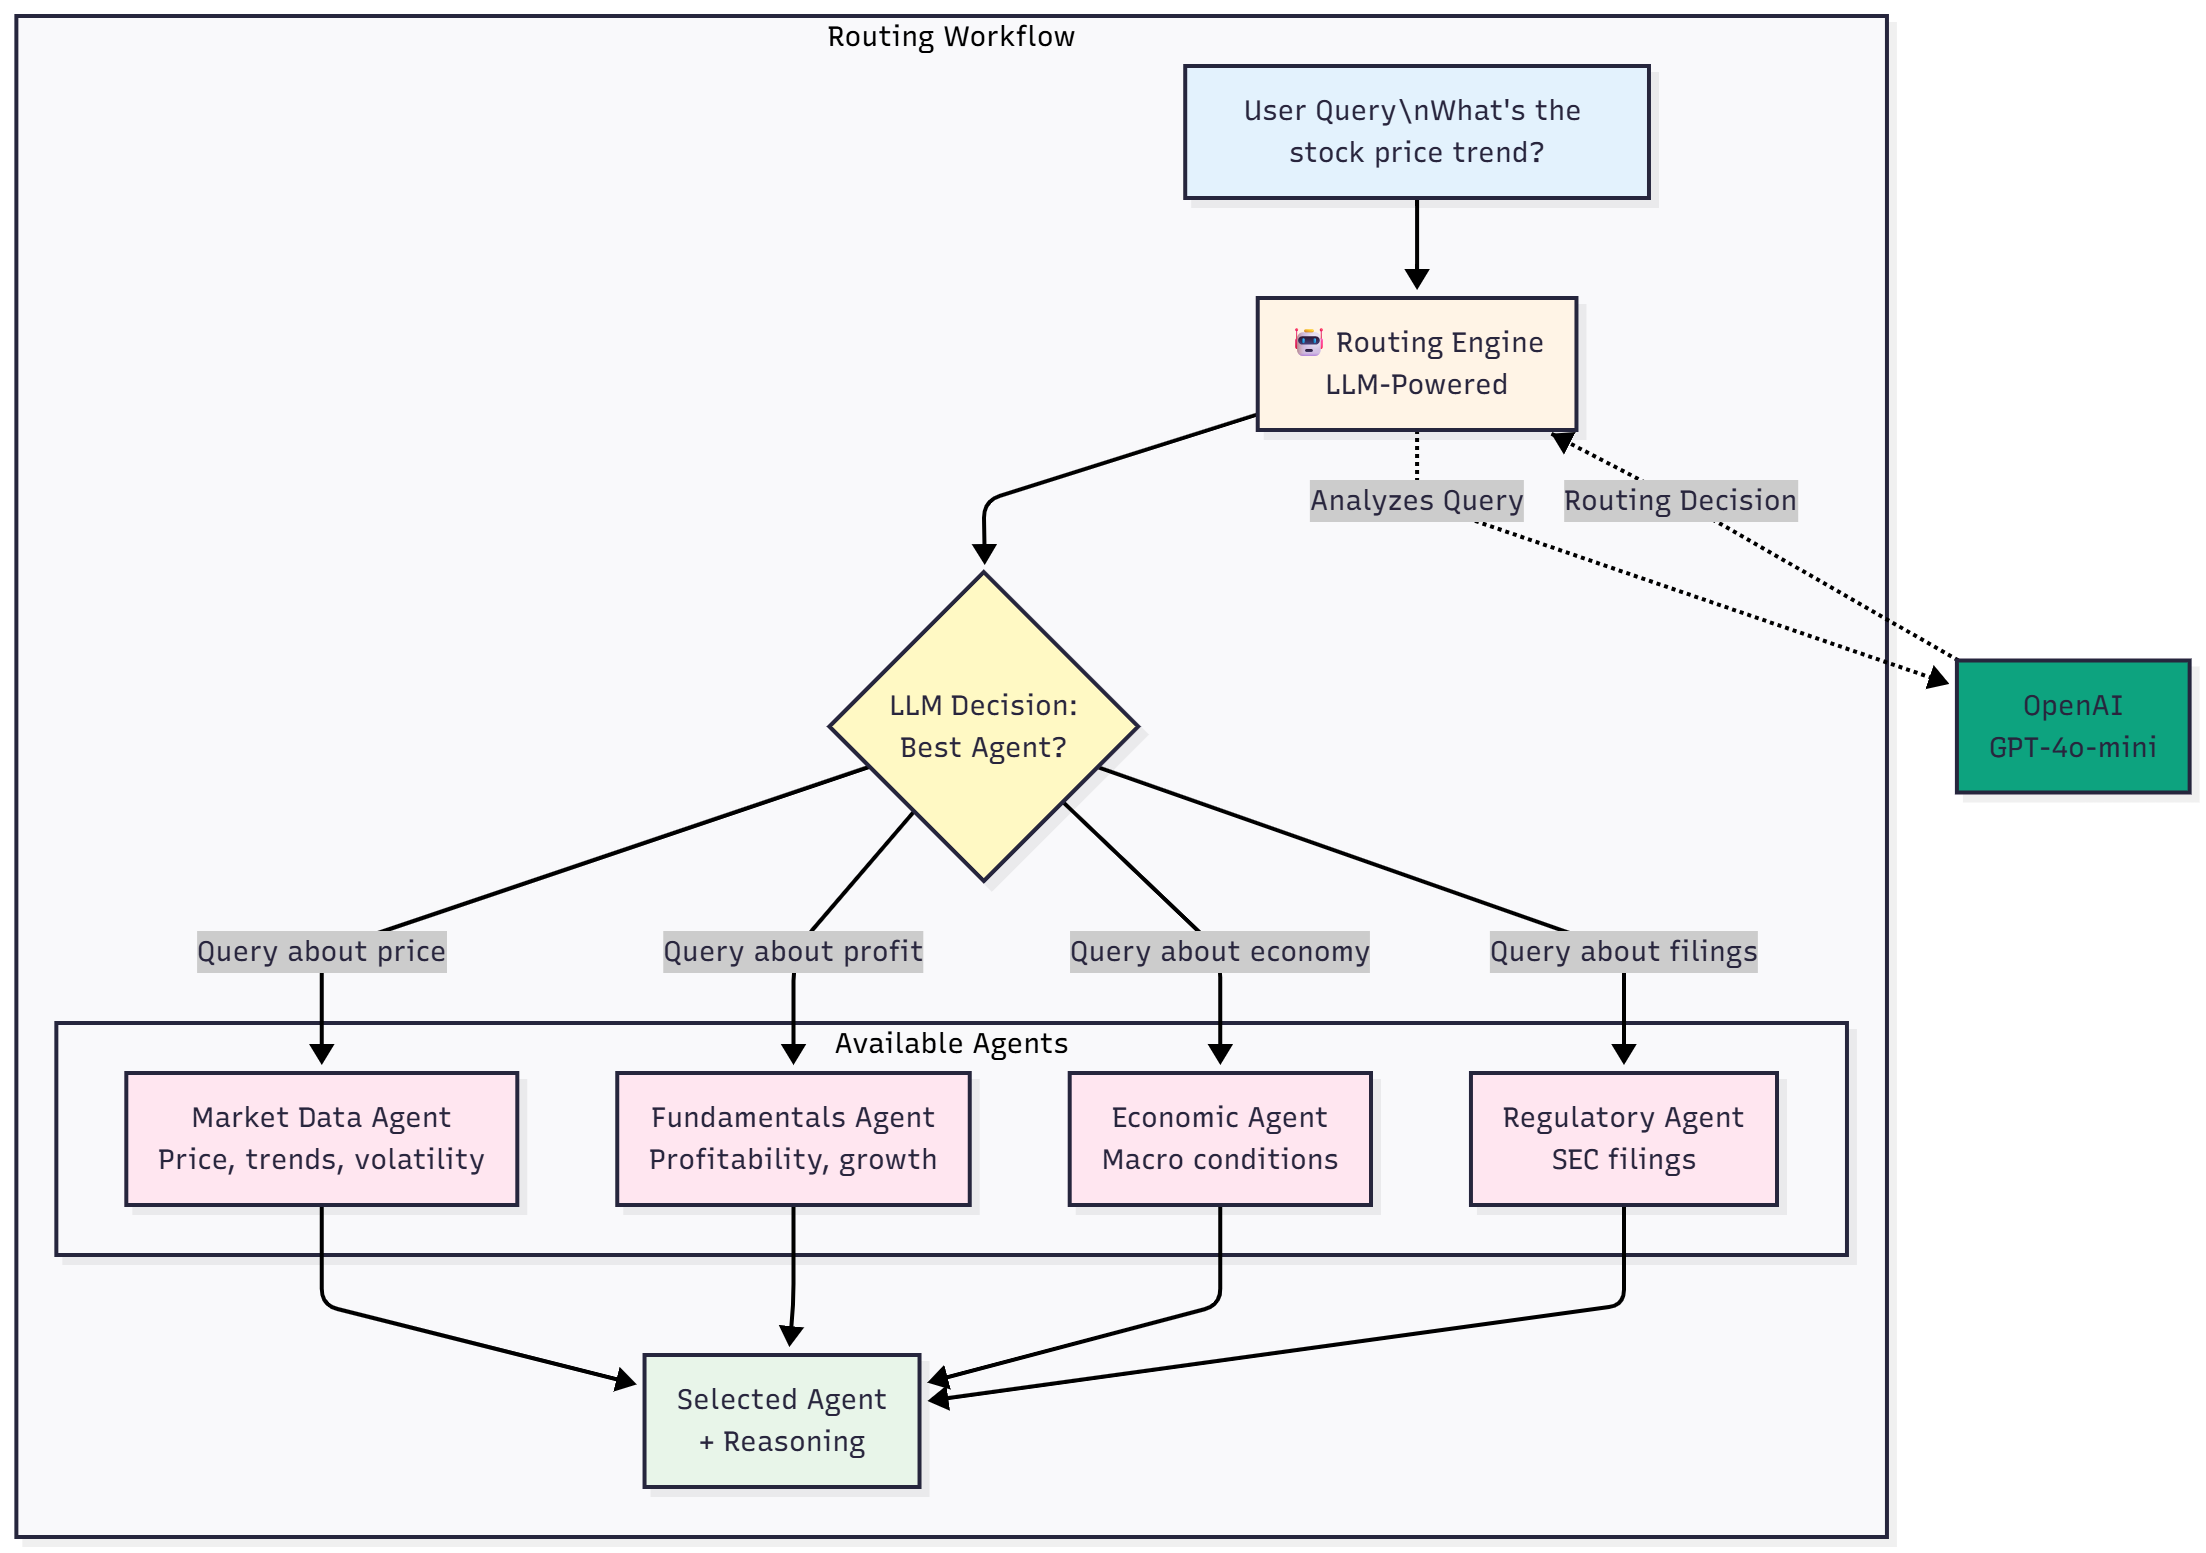 Routing Workflow
User Query\nWhat's the
stock price trend?
🤖 Routing Engine
LLM-Powered
Analyzes Query
Routing Decision
LLM Decision:
Best Agent?
OpenAI
GPT-4o-mini
Query about price
Query about profit
Query about economy
Query about filings
Available Agents
Market Data Agent
Price, trends, volatility
Fundamentals Agent
Profitability, growth
Economic Agent
Macro conditions
Regulatory Agent
SEC filings
Selected Agent
+ Reasoning